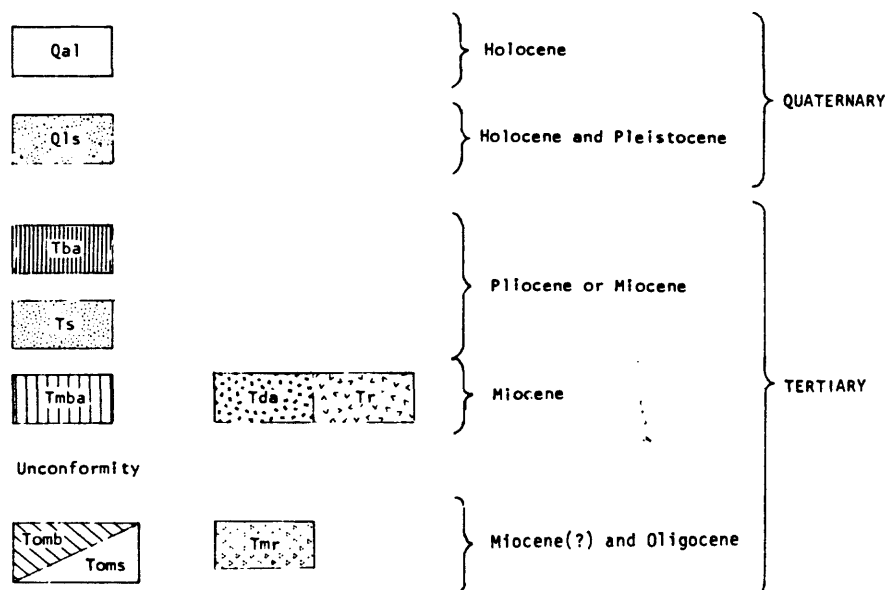 Qal
Holocene
QUATERNARY
Qls
Holocene and Pleistocene
Tba
Pliocene or Miocene
Ts
Tmba
Tda
Tr
Miocene
TERTIARY
Unconformity
Tomb
Toms
Tmr
Miocene(?) and Oligocene